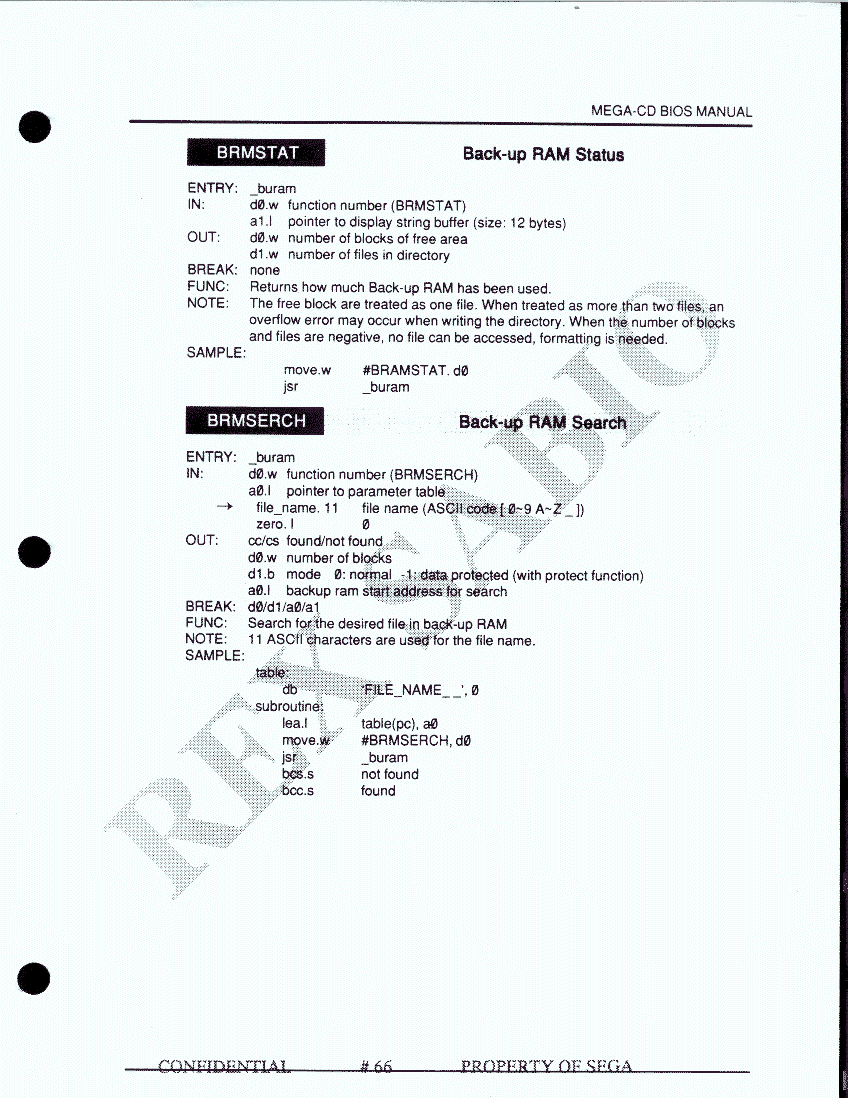 MEGA-CD BIOS MANUAL
BRMSTAT Back-up RAM Status
ENTRY: _buram
IN: d0.w function number (BRMSTAT)
a1.l pointer to display string buffer (size: 12 bytes)
OUT: d0.w number of blocks of free area
d1.w number of files in directory
BREAK: none
FUNC: Returns how much Back-up RAM has been used.
NOTE: The free block are treated as one file. When treated as more than two files, an
overflow error may occur when writing the directory. When the number of blocks
and files are negative, no file can be accessed, formatting is needed.
SAMPLE:
move.w #BRAMSTAT. d0
jsr _buram
BRMSERCH Back-up RAM Search
ENTRY: _buram
IN: d0.w function number (BRMSERCH)
a0.l pointer to parameter table
→ file_name. 11 file name (ASCII code [ 0~9 A~Z _ ])
zero. l 0
OUT: cc/cs found/not found
d0.w number of blocks
d1.b mode 0: normal -1: data protected (with protect function)
a0.l backup ram start address for search
BREAK: d0/d1/a0/a1
FUNC: Search for the desired file in back-up RAM
NOTE: 11 ASCII characters are used for the file name.
SAMPLE:
table:
db 'FILE_NAME_ _', 0
subroutine:
lea.l table(pc), a0
move.w #BRMSERCH, d0
jsr _buram
bcs.s not found
bcc.s found
REX SABIO
CONFIDENTIAL # 66 PROPERTY OF SEGA